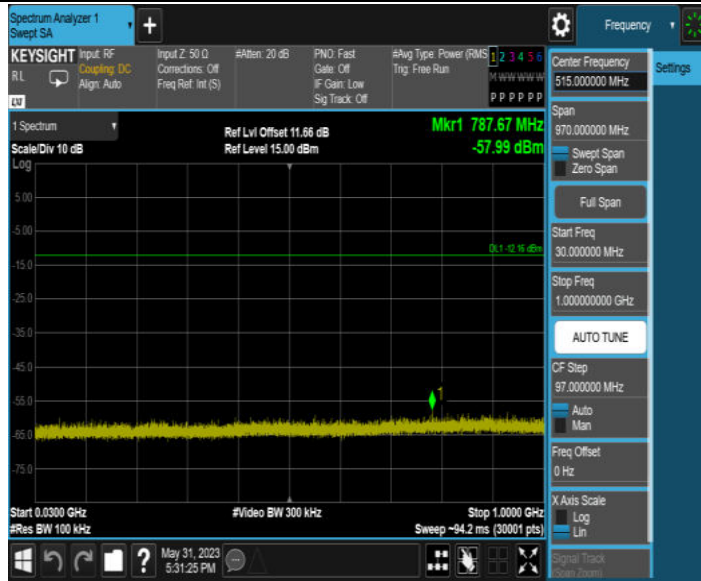 Spectrum Analyzer 1
Swept SA
+
Frequency
KEYSIGHT
RL
LXI
Input: RF
Coupling: DC
Align: Auto
Input Z: 50 Ω
Corrections: Off
Freq Ref: Int (S)
#Atten: 20 dB
PNO: Fast
Gate: Off
IF Gain: Low
Sig Track: Off
#Avg Type: Power (RMS
Trig: Free Run
1 2 3 4 5 6
M W W W W W
P P P P P P
1 Spectrum
Scale/Div 10 dB
Log
Ref Lvl Offset 11.66 dB
Ref Level 15.00 dBm
Mkr1 787.67 MHz
-57.99 dBm
5.00
-5.00
-15.0
-25.0
-35.0
-45.0
-55.0
-65.0
-75.0
DL1 -12.16 dBm
1
Start 0.0300 GHz
#Res BW 100 kHz
#Video BW 300 kHz
Stop 1.0000 GHz
Sweep ~94.2 ms (30001 pts)
?
May 31, 2023
5:31:25 PM
Center Frequency
515.000000 MHz
Span
970.000000 MHz
Swept Span
Zero Span
Full Span
Start Freq
30.000000 MHz
Stop Freq
1.000000000 GHz
AUTO TUNE
CF Step
97.000000 MHz
Auto
Man
Freq Offset
0 Hz
X Axis Scale
Log
Lin
Signal Track
(Span Zoom)
Settings